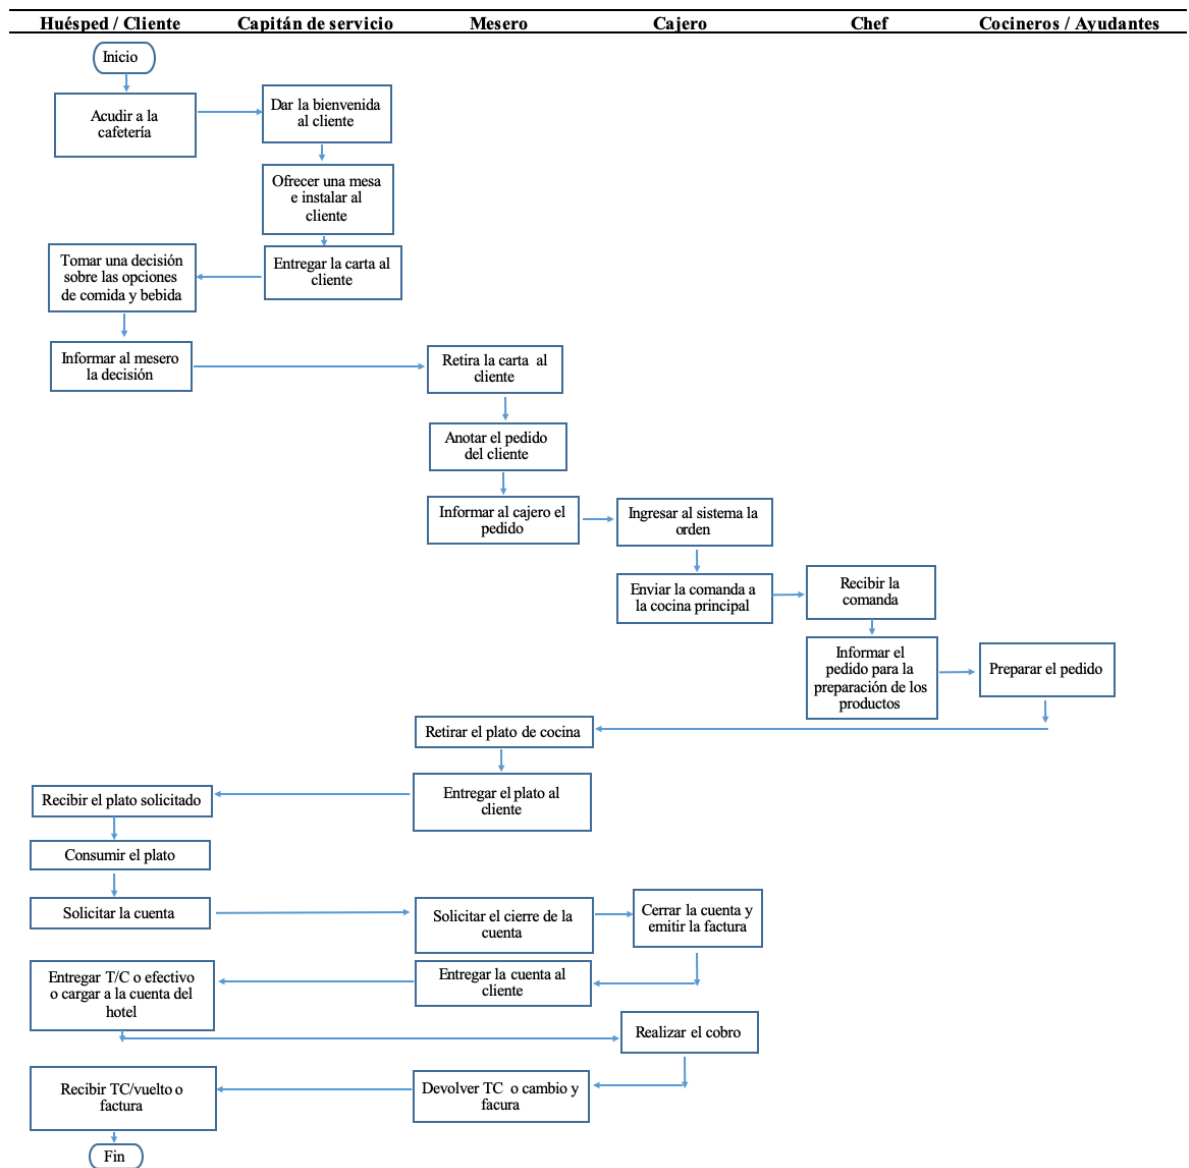 Huésped / Cliente
Capitán de servicio
Mesero
Cajero
Chef
Cocineros / Ayudantes
Inicio
Acudir a la
cafetería
Dar la bienvenida
al cliente
Ofrecer una mesa
e instalar al
cliente
Entregar la carta al
cliente
Tomar una decisión
sobre las opciones
de comida y bebida
Informar al mesero
la decisión
Retira la carta al
cliente
Anotar el pedido
del cliente
Informar al cajero el
pedido
Ingresar al sistema la
orden
Enviar la comanda a
la cocina principal
Recibir la
comanda
Informar el
pedido para la
preparación de los
productos
Preparar el pedido
Retirar el plato de cocina
Entregar el plato al
cliente
Recibir el plato solicitado
Consumir el plato
Solicitar la cuenta
Solicitar el cierre de la
cuenta
Cerrar la cuenta y
emitir la factura
Entregar la cuenta al
cliente
Entregar T/C o efectivo
o cargar a la cuenta del
hotel
Realizar el cobro
Devolver TC o cambio y
facura
Recibir TC/vuelto o
factura
Fin